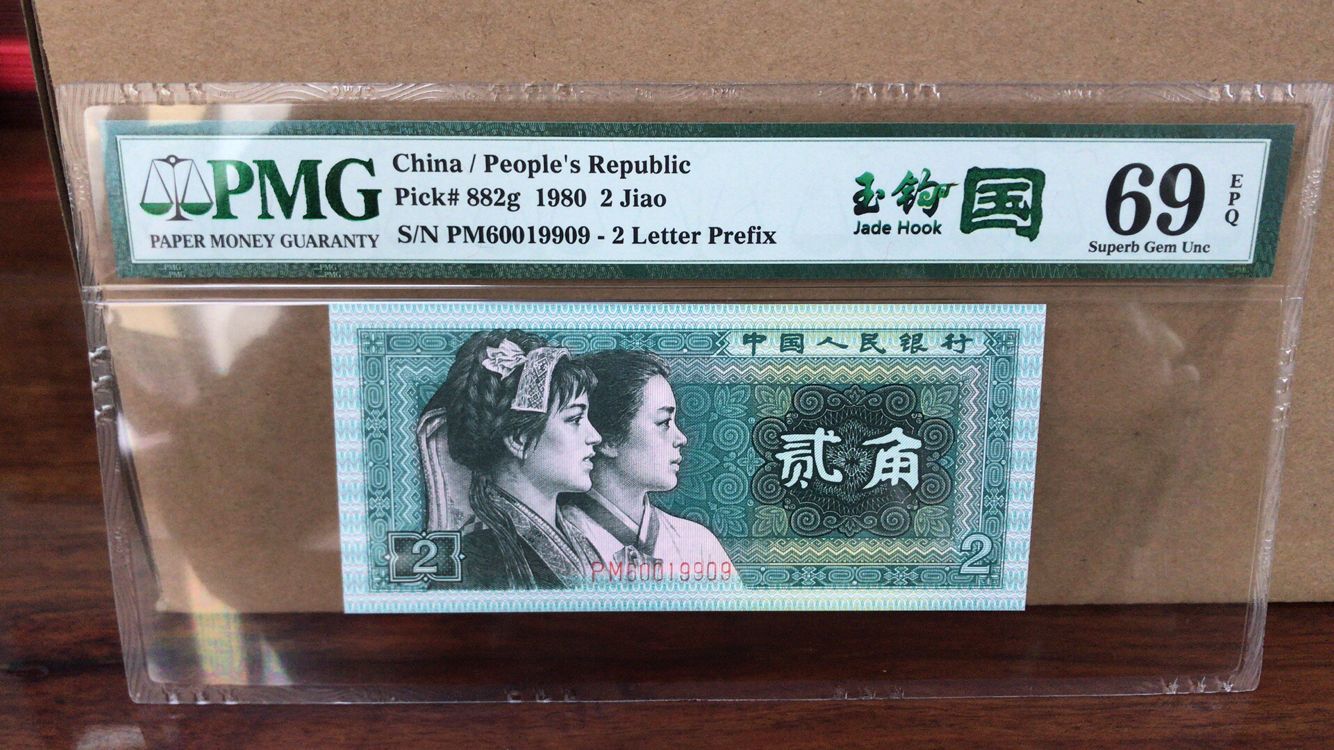 PMG
PAPER MONEY GUARANTY
China / People's Republic
Pick# 882g 1980 2 Jiao
S/N PM60019909 - 2 Letter Prefix
玉钩
Jade Hook
国
69
EPQ
Superb Gem Unc
中国人民银行
贰角
2
PM60019909
2